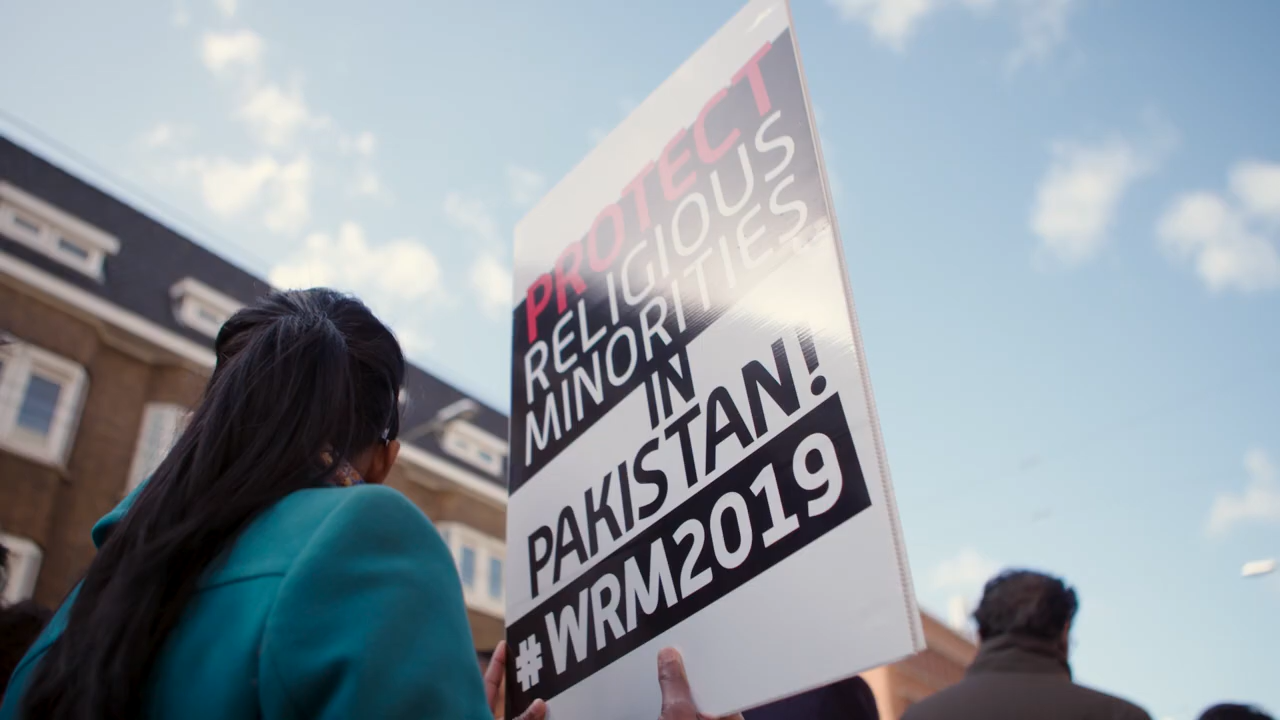 PROTECT
RELIGIOUS
MINORITIES
IN
PAKISTAN!
#WRM2019